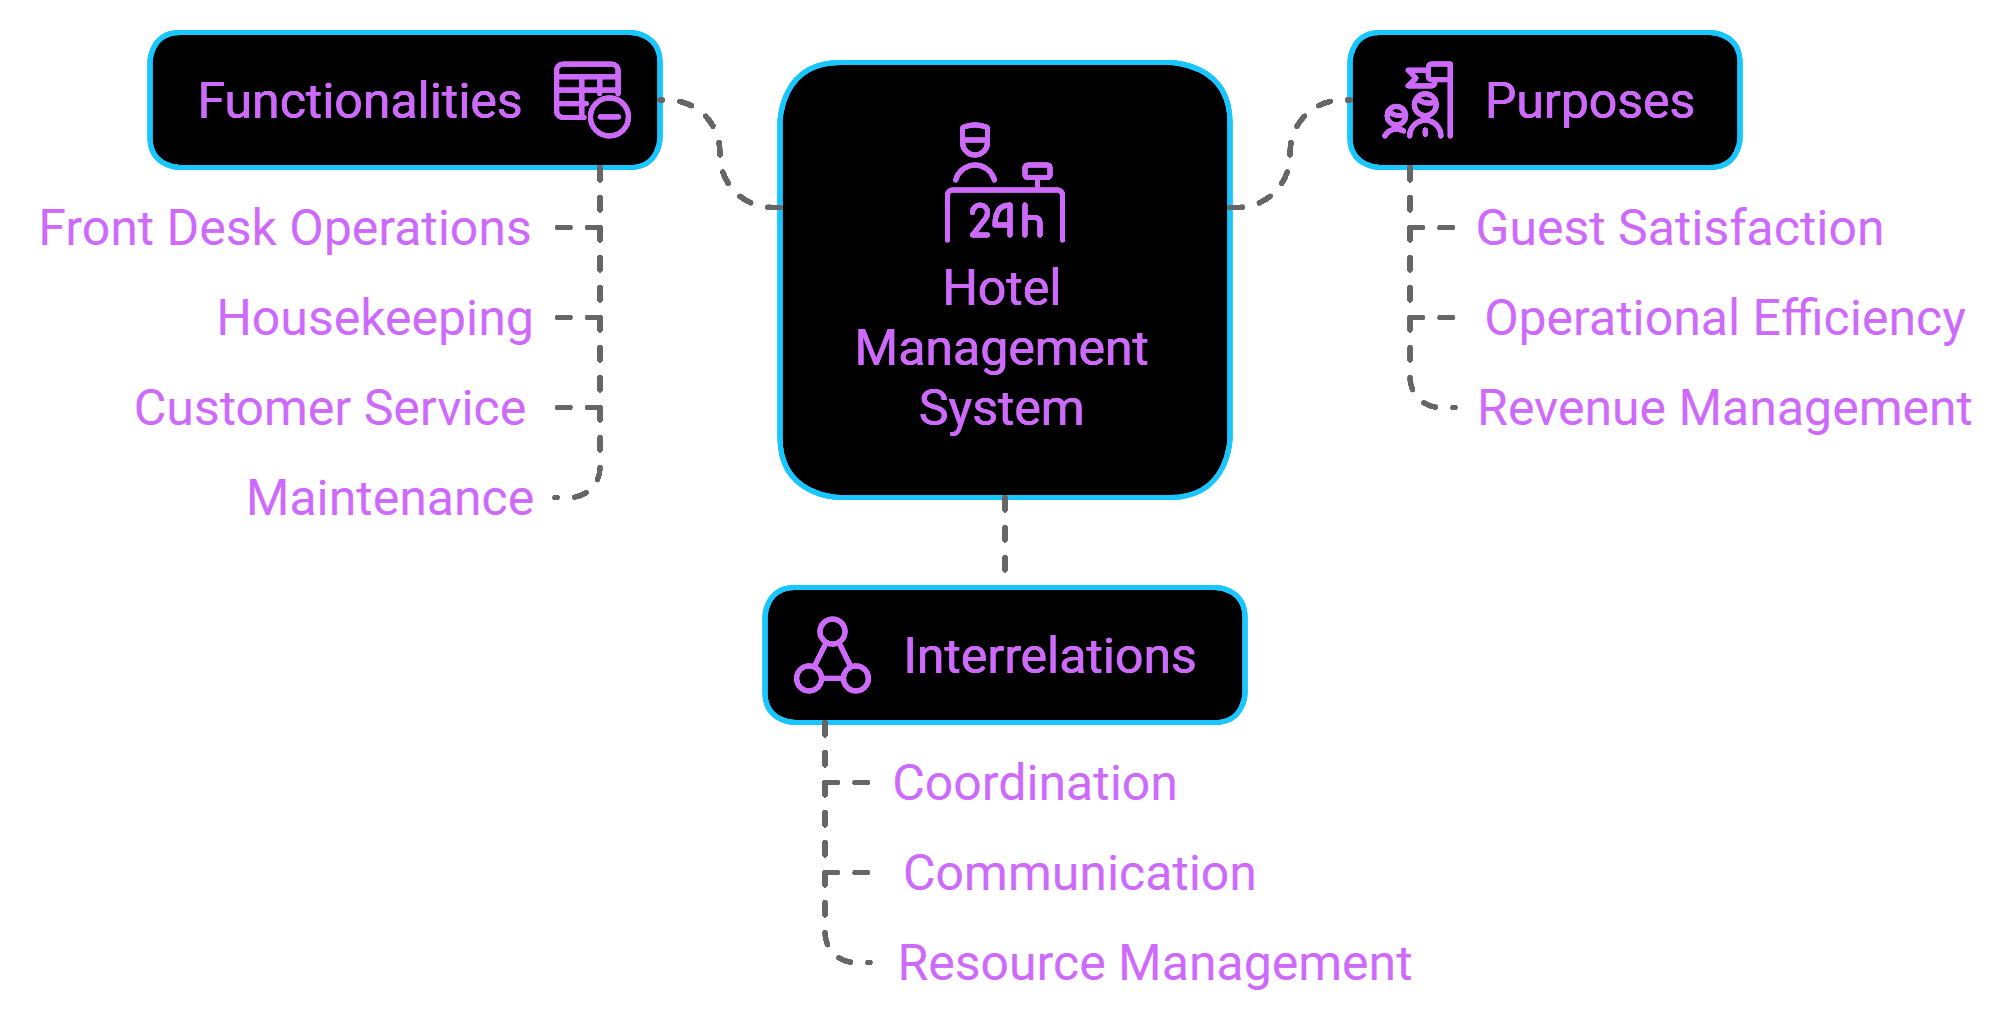 Functionalities
Front Desk Operations
Housekeeping
Customer Service
Maintenance
24h
Hotel
Management
System
Purposes
Guest Satisfaction
Operational Efficiency
Revenue Management
Interrelations
Coordination
Communication
Resource Management